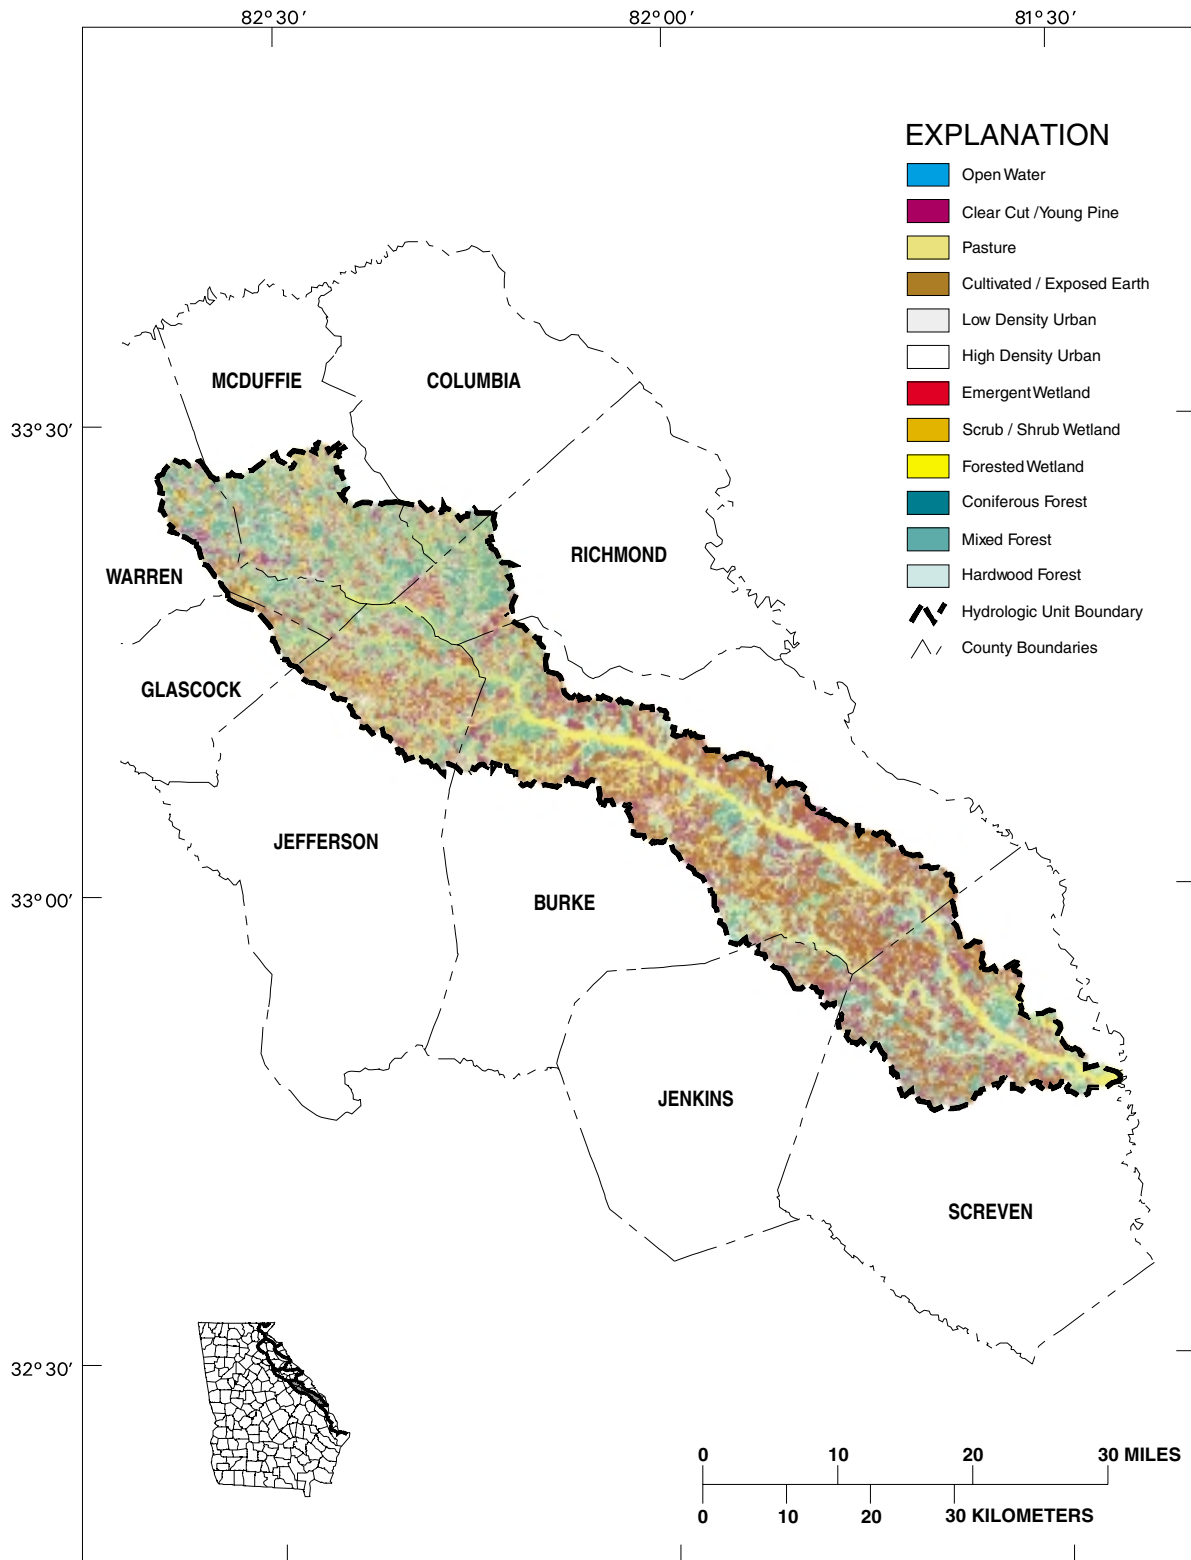 82° 30′ 82° 00′ 81° 30′
EXPLANATION
Open Water
Clear Cut / Young Pine
Pasture
Cultivated / Exposed Earth
Low Density Urban
High Density Urban
Emergent Wetland
Scrub / Shrub Wetland
Forested Wetland
Coniferous Forest
Mixed Forest
Hardwood Forest
Hydrologic Unit Boundary
County Boundaries
MCDUFFIE COLUMBIA
33° 30′
RICHMOND
WARREN
GLASCOCK
JEFFERSON
33° 00′
BURKE
JENKINS
SCREVEN
32° 30′
0 10 20 30 MILES
0 10 20 30 KILOMETERS